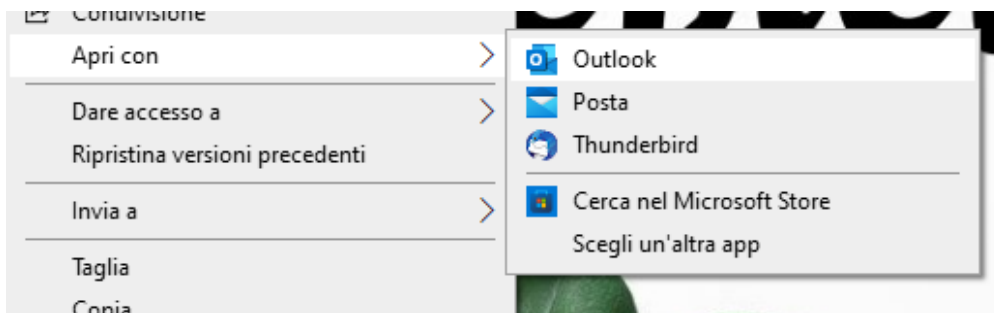 Condivisione
Apri con
Dare accesso a
Ripristina versioni precedenti
Invia a
Taglia
Copia
Outlook
Posta
Thunderbird
Cerca nel Microsoft Store
Scegli un'altra app